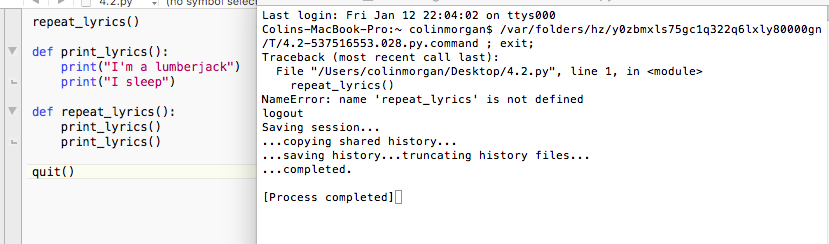 4.2.py
(no symbol select
repeat_lyrics()
def print_lyrics():
print("I'm a lumberjack")
print("I sleep")
def repeat_lyrics():
print_lyrics()
print_lyrics()
quit()
Last login: Fri Jan 12 22:04:02 on ttys000
Colins-MacBook-Pro:~ colinmorgan$ /var/folders/hz/y0zbmxls75gc1q322q6lxly80000gn
/T/4.2-537516553.028.py.command ; exit;
Traceback (most recent call last):
File "/Users/colinmorgan/Desktop/4.2.py", line 1, in <module>
repeat_lyrics()
NameError: name 'repeat_lyrics' is not defined
logout
Saving session...
...copying shared history...
...saving history...truncating history files...
...completed.
[Process completed]